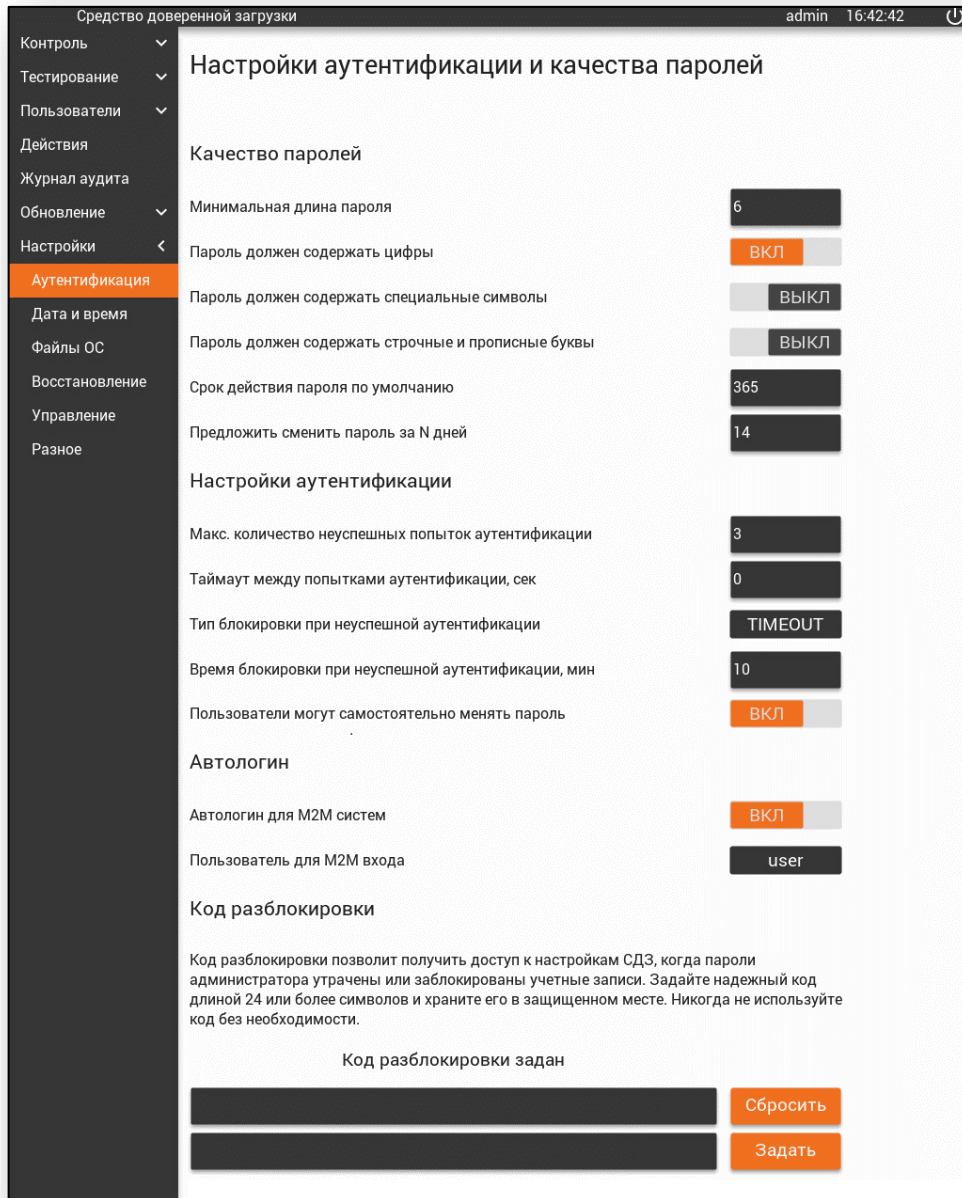 Средство доверенной загрузки admin 16:42:42
Контроль
Тестирование
Пользователи
Действия
Журнал аудита
Обновление
Настройки
Аутентификация
Дата и время
Файлы ОС
Восстановление
Управление
Разное
Настройки аутентификации и качества паролей
Качество паролей
Минимальная длина пароля 6
Пароль должен содержать цифры ВКЛ
Пароль должен содержать специальные символы ВЫКЛ
Пароль должен содержать строчные и прописные буквы ВЫКЛ
Срок действия пароля по умолчанию 365
Предложить сменить пароль за N дней 14
Настройки аутентификации
Макс. количество неуспешных попыток аутентификации 3
Таймаут между попытками аутентификации, сек 0
Тип блокировки при неуспешной аутентификации TIMEOUT
Время блокировки при неуспешной аутентификации, мин 10
Пользователи могут самостоятельно менять пароль ВКЛ
Автологин
Автологин для М2М систем ВКЛ
Пользователь для М2М входа user
Код разблокировки
Код разблокировки позволит получить доступ к настройкам СДЗ, когда пароли
администратора утрачены или заблокированы учетные записи. Задайте надежный код
длиной 24 или более символов и храните его в защищенном месте. Никогда не используйте
код без необходимости.
Код разблокировки задан
Сбросить
Задать